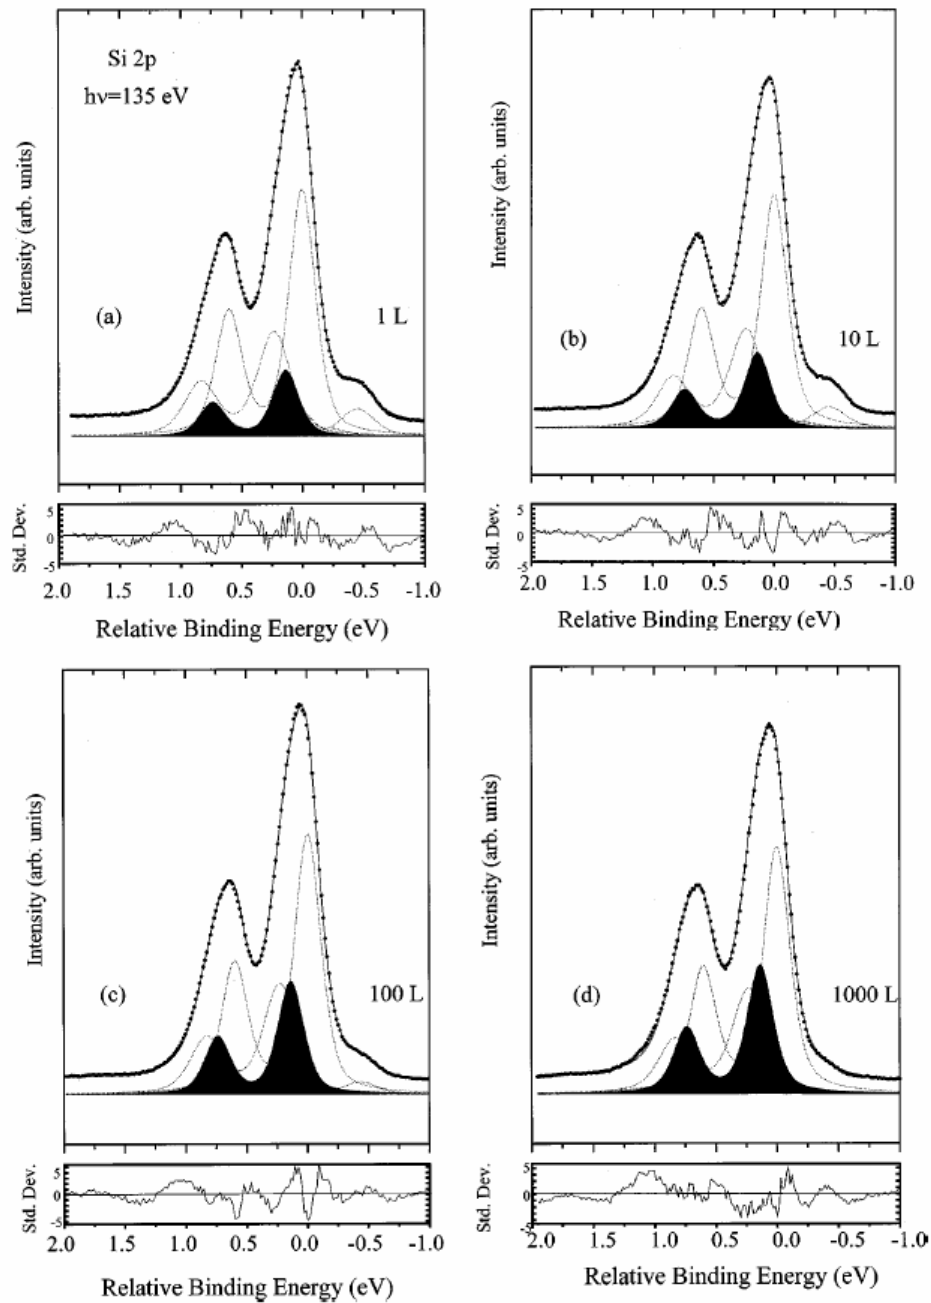 Si 2p
hν=135 eV
Intensity (arb. units)
(a)
1 L
Std. Dev.
5
0
-5
2.0 1.5 1.0 0.5 0.0 -0.5 -1.0
Relative Binding Energy (eV)
Intensity (arb. units)
(b)
10 L
Std. Dev.
5
0
-5
2.0 1.5 1.0 0.5 0.0 -0.5 -1.0
Relative Binding Energy (eV)
Intensity (arb. units)
(c)
100 L
Std. Dev.
5
0
-5
2.0 1.5 1.0 0.5 0.0 -0.5 -1.0
Relative Binding Energy (eV)
Intensity (arb. units)
(d)
1000 L
Std. Dev.
5
0
-5
2.0 1.5 1.0 0.5 0.0 -0.5 -1.0
Relative Binding Energy (eV)